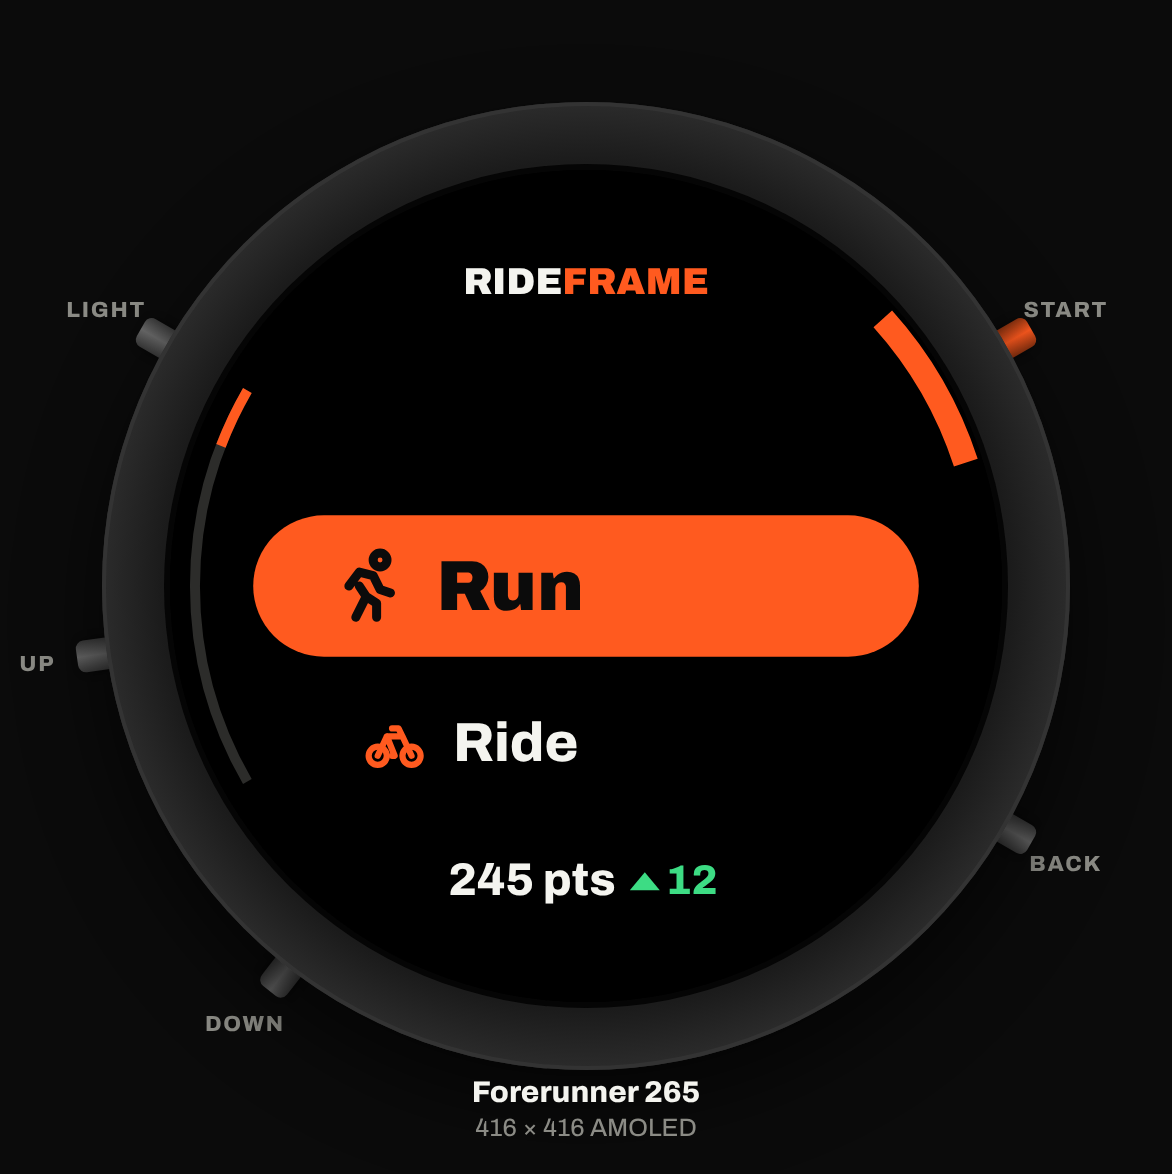 RIDEFRAME
LIGHT
START
Run
UP
Ride
BACK
245 pts ▲12
DOWN
Forerunner 265
416 × 416 AMOLED